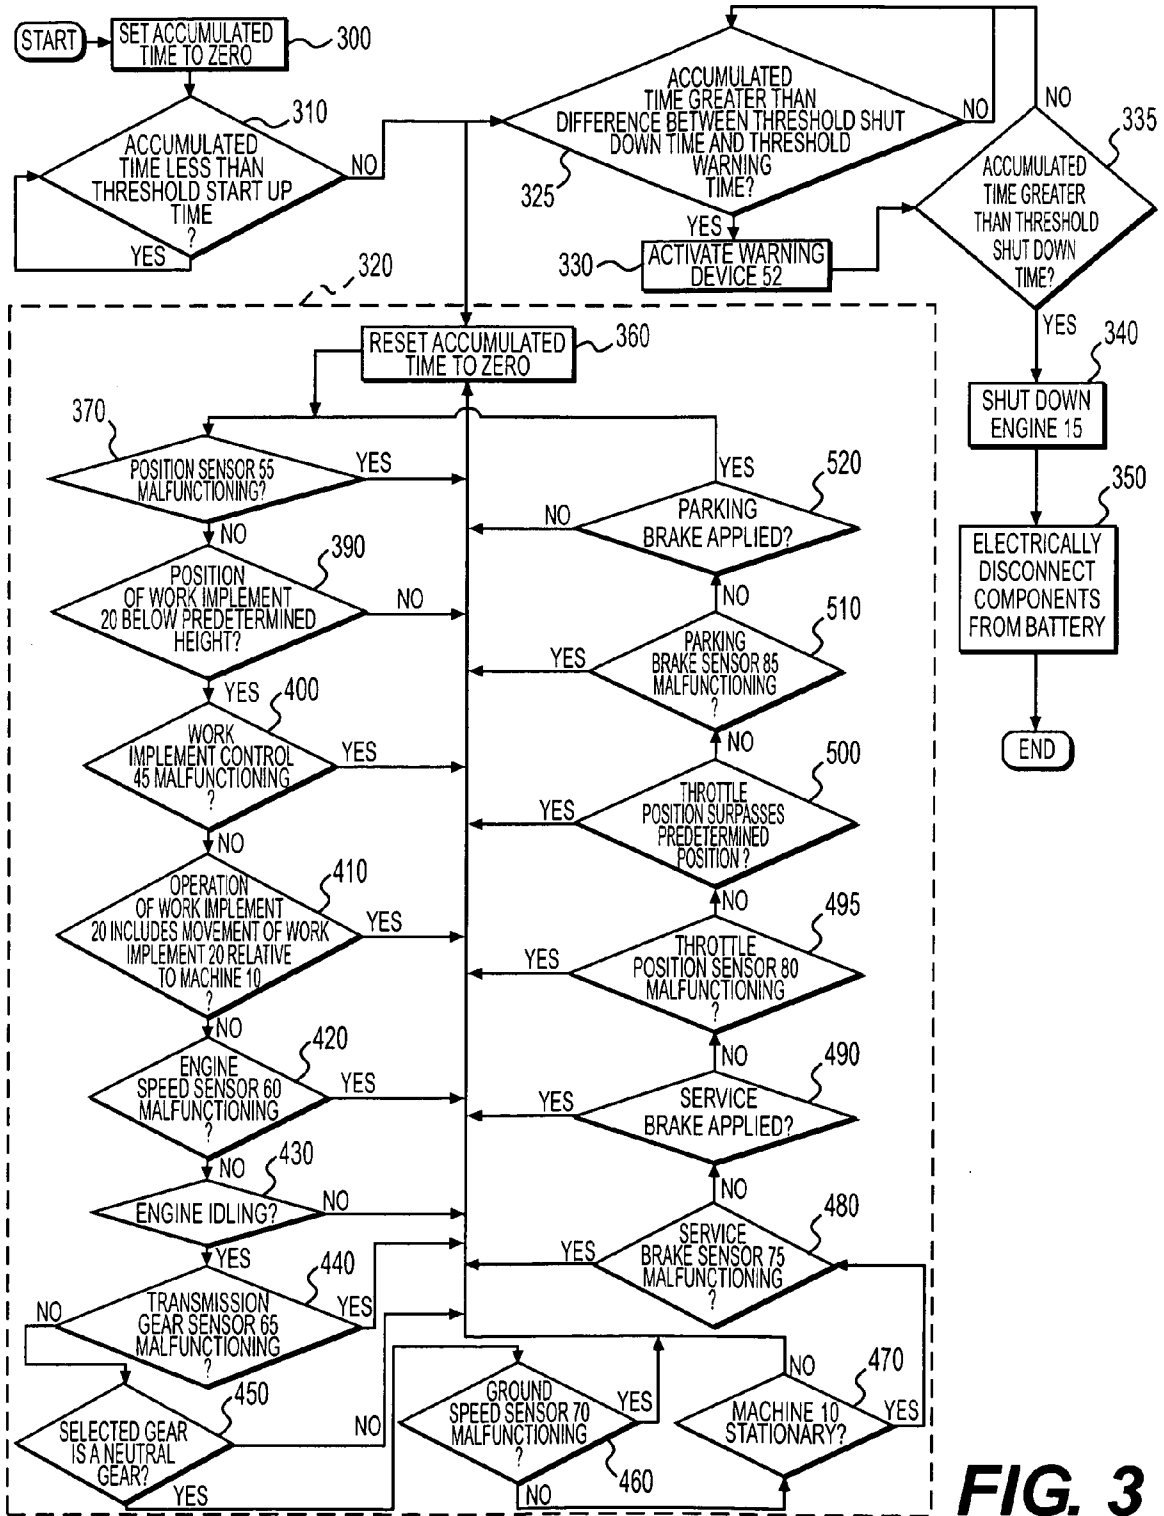 START
SET ACCUMULATED
TIME TO ZERO
300
310
ACCUMULATED
TIME LESS THAN
THRESHOLD START UP
TIME
?
NO
YES
ACCUMULATED
TIME GREATER THAN
DIFFERENCE BETWEEN THRESHOLD SHUT
DOWN TIME AND THRESHOLD
WARNING
TIME?
NO
325
YES
330
ACTIVATE WARNING
DEVICE 52
NO
335
ACCUMULATED
TIME GREATER
THAN THRESHOLD
SHUT DOWN
TIME?
YES
340
SHUT DOWN
ENGINE 15
350
ELECTRICALLY
DISCONNECT
COMPONENTS
FROM BATTERY
END
320
RESET ACCUMULATED
TIME TO ZERO
360
370
POSITION SENSOR 55
MALFUNCTIONING?
YES
NO
390
POSITION
OF WORK IMPLEMENT
20 BELOW PREDETERMINED
HEIGHT?
NO
YES
400
WORK
IMPLEMENT CONTROL
45 MALFUNCTIONING
?
YES
NO
410
OPERATION
OF WORK IMPLEMENT
20 INCLUDES MOVEMENT OF WORK
IMPLEMENT 20 RELATIVE
TO MACHINE 10
?
YES
NO
420
ENGINE
SPEED SENSOR 60
MALFUNCTIONING
?
YES
NO
430
ENGINE IDLING?
NO
YES
440
TRANSMISSION
GEAR SENSOR 65
MALFUNCTIONING
?
YES
NO
450
SELECTED GEAR
IS A NEUTRAL
GEAR?
NO
YES
GROUND
SPEED SENSOR 70
MALFUNCTIONING
?
YES
460
NO
NO
470
MACHINE 10
STATIONARY?
YES
480
SERVICE
BRAKE SENSOR 75
MALFUNCTIONING
?
YES
NO
490
SERVICE
BRAKE APPLIED?
YES
NO
495
THROTTLE
POSITION SENSOR 80
MALFUNCTIONING
?
YES
NO
500
THROTTLE
POSITION SURPASSES
PREDETERMINED
POSITION ?
YES
NO
510
PARKING
BRAKE SENSOR 85
MALFUNCTIONING
?
YES
NO
520
PARKING
BRAKE APPLIED?
NO
YES
FIG. 3